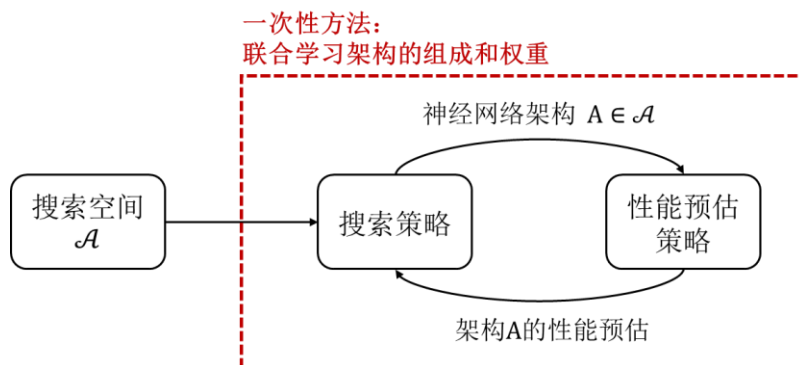 一次性方法：
联合学习架构的组成和权重
神经网络架构 A ∈ 𝒜
搜索空间
𝒜
搜索策略
性能预估
策略
架构A的性能预估